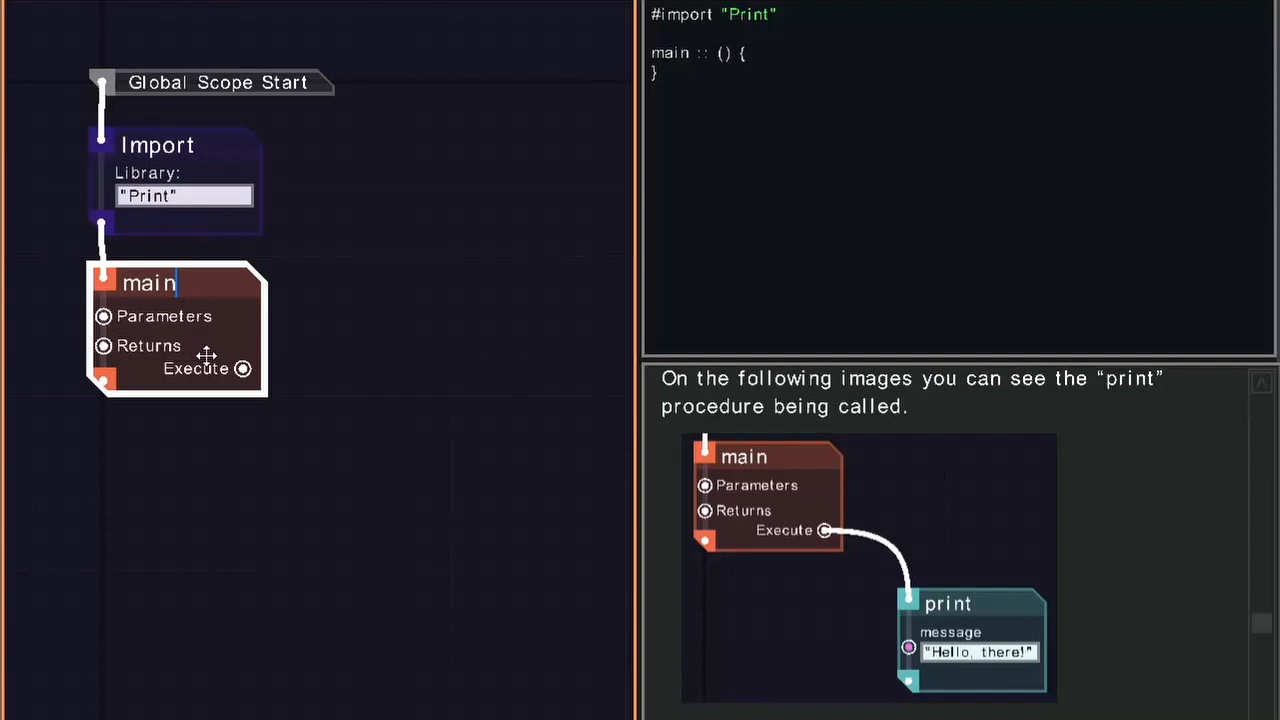 Global Scope Start
Import
Library:
"Print"
main
Parameters
Returns
Execute
#import "Print"
main :: () {
}
On the following images you can see the “print”
procedure being called.
main
Parameters
Returns
Execute
print
message
"Hello, there!"